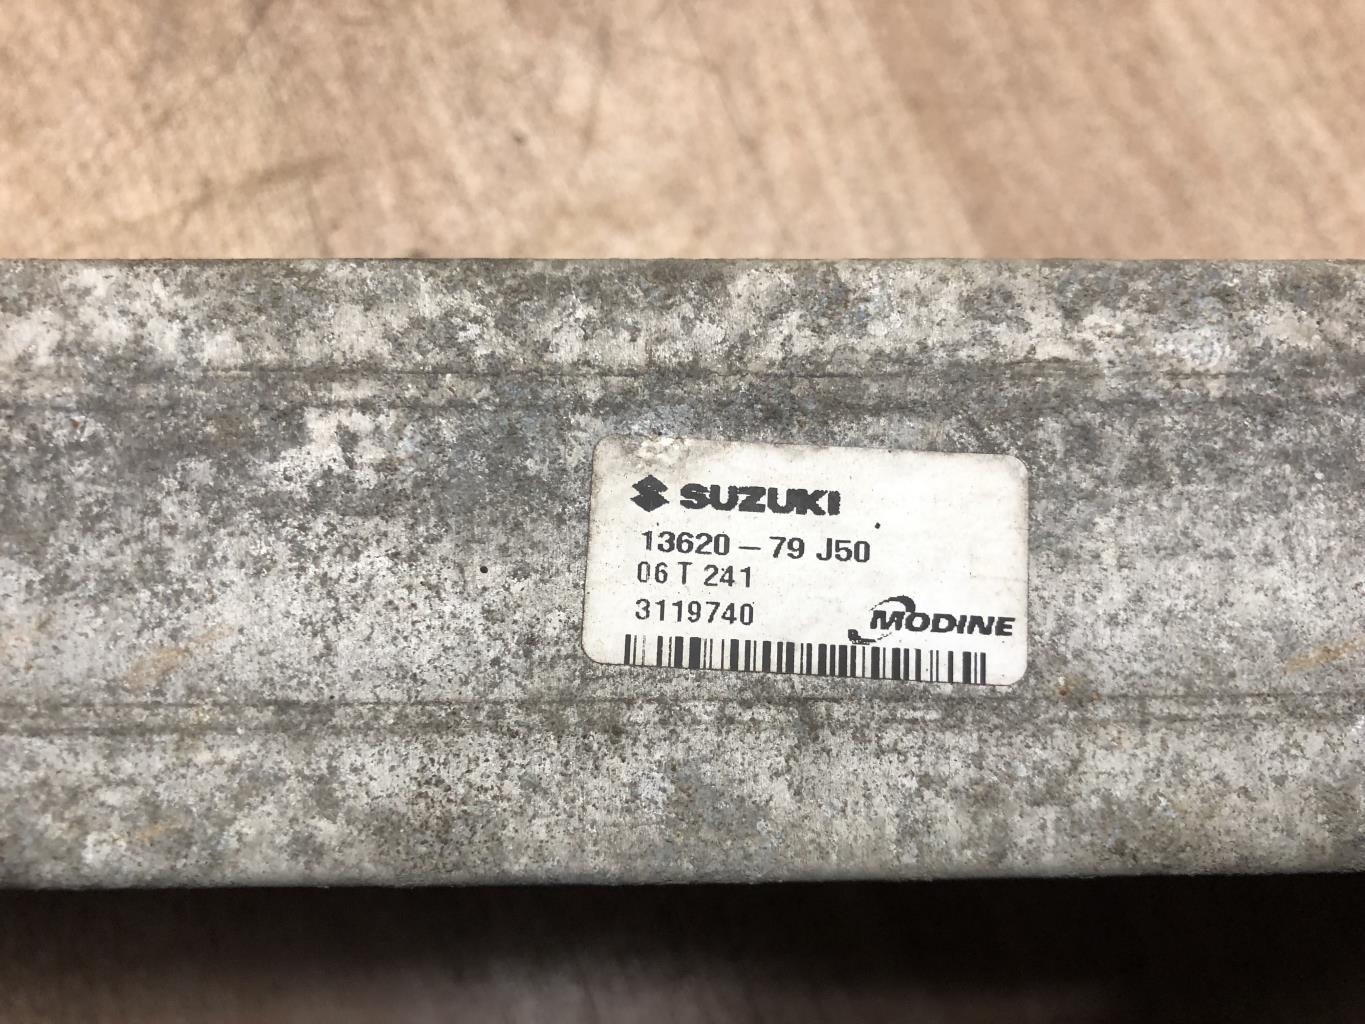 SUZUKI
13620-79 J50
06 T 241
3119740
MODINE